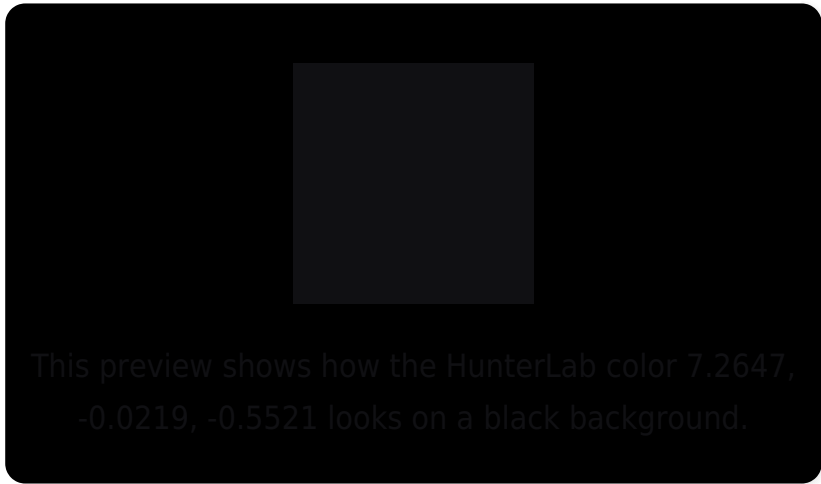 This preview shows how the HunterLab color 7.2647,
-0.0219, -0.5521 looks on a black background.